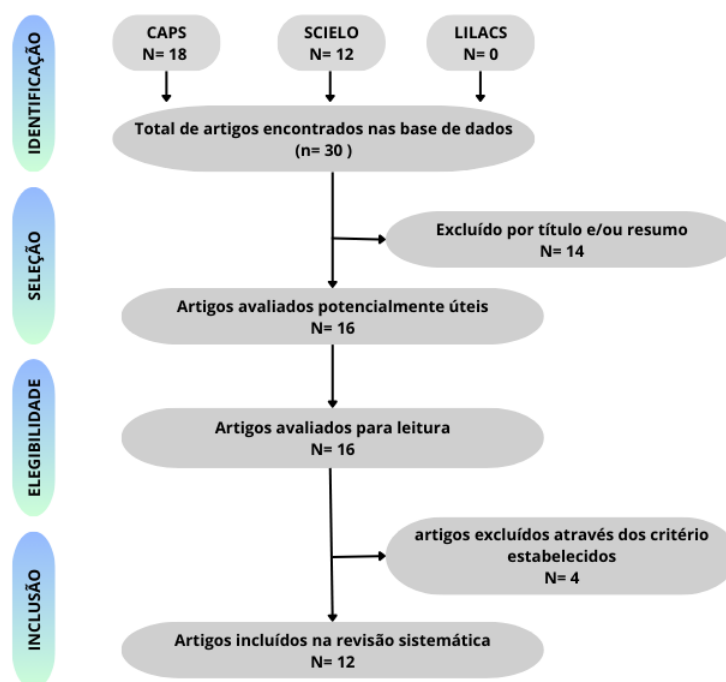 IDENTIFICAÇÃO
CAPS
N= 18
SCIELO
N= 12
LILACS
N= 0
Total de artigos encontrados nas base de dados
(n= 30 )
SELEÇÃO
Excluído por título e/ou resumo
N= 14
Artigos avaliados potencialmente úteis
N= 16
ELEGIBILIDADE
Artigos avaliados para leitura
N= 16
INCLUSÃO
artigos excluídos através dos critério
estabelecidos
N= 4
Artigos incluídos na revisão sistemática
N= 12